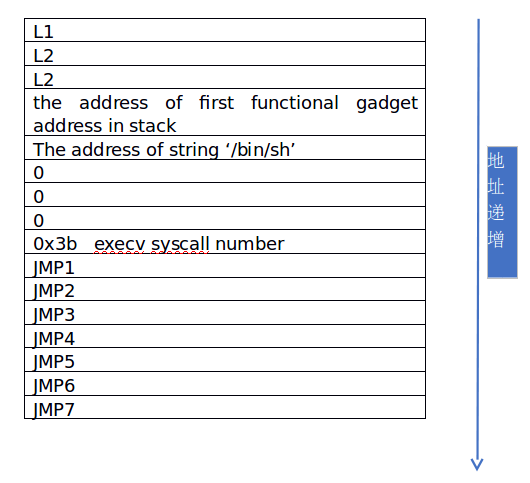 L1
L2
L2
the address of first functional gadget
address in stack
The address of string ‘/bin/sh’
0
0
0
0x3b execv syscall number
JMP1
JMP2
JMP3
JMP4
JMP5
JMP6
JMP7
地
址
递
增